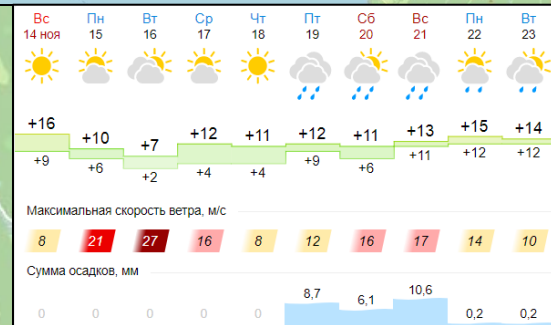 Вс Пн Вт Ср Чт Пт Сб Вс Пн Вт
14 ноя 15 16 17 18 19 20 21 22 23
+16 +10 +7 +12 +11 +12 +11 +13 +15 +14
+9 +6 +2 +4 +4 +9 +6 +11 +12 +12
Максимальная скорость ветра, м/с
8 21 27 16 8 12 16 17 14 10
Сумма осадков, мм
0 0 0 0 0 8,7 6,1 10,6 0,2 0,2